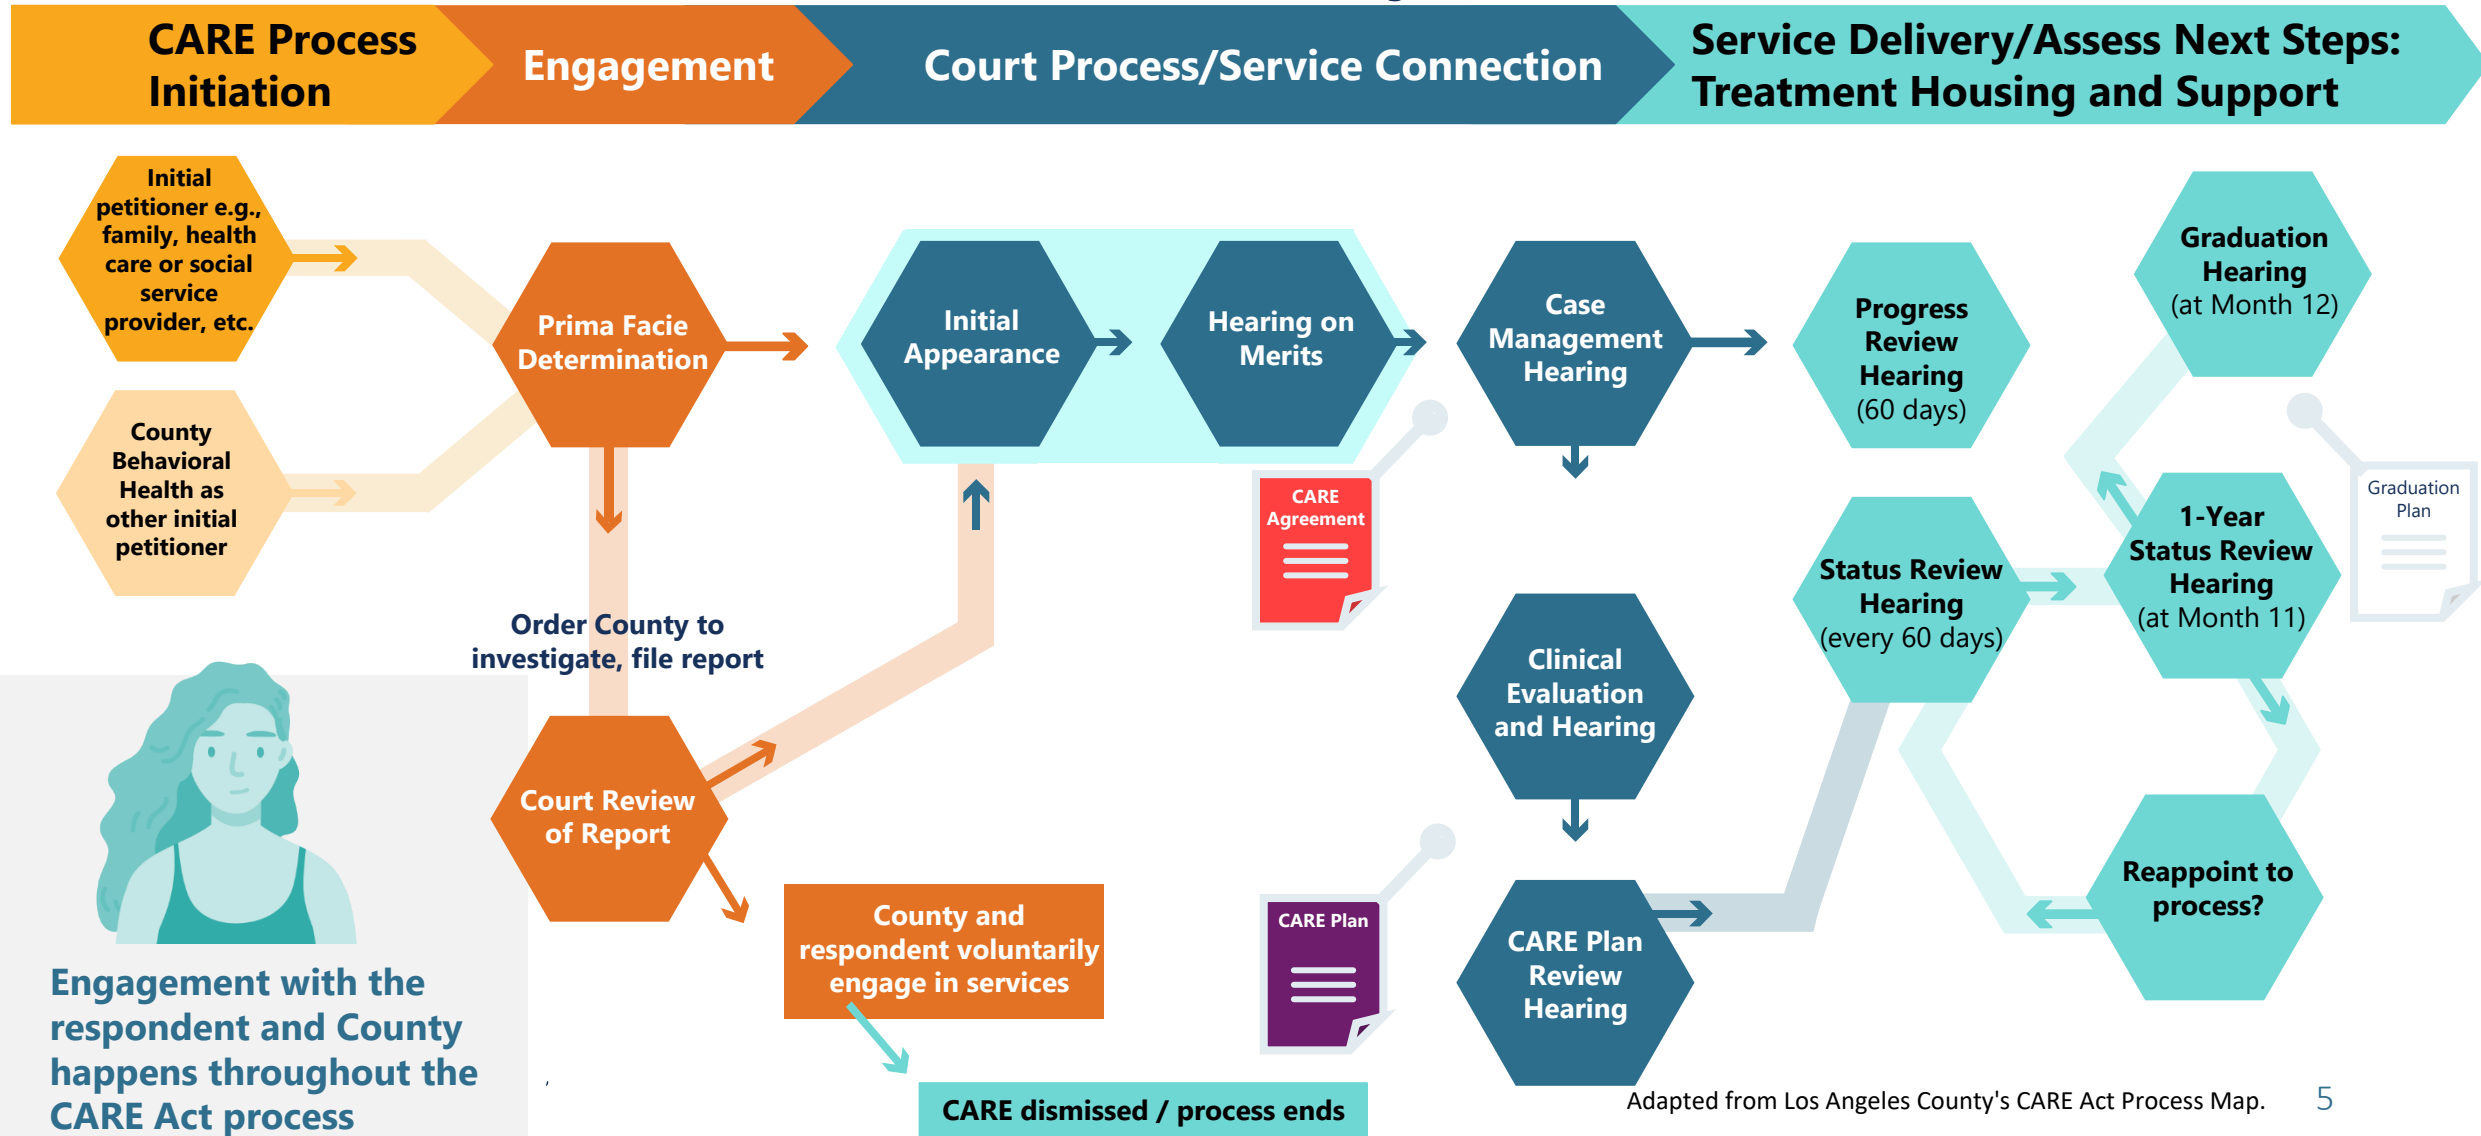 CARE Process
Initiation
Engagement
Court Process/Service Connection
Service Delivery/Assess Next Steps:
Treatment Housing and Support
Initial
petitioner e.g.,
family, health
care or social
service
provider, etc.
County
Behavioral
Health as
other initial
petitioner
Prima Facie
Determination
Order County to
investigate, file report
Court Review
of Report
County and
respondent voluntarily
engage in services
CARE dismissed / process ends
Initial
Appearance
Hearing on
Merits
CARE
Agreement
Case
Management
Hearing
Clinical
Evaluation
and Hearing
CARE Plan
CARE Plan
Review
Hearing
Progress
Review
Hearing
(60 days)
Status Review
Hearing
(every 60 days)
Graduation
Hearing
(at Month 12)
1-Year
Status Review
Hearing
(at Month 11)
Graduation
Plan
Reappoint to
process?
Engagement with the
respondent and County
happens throughout the
CARE Act process
Adapted from Los Angeles County's CARE Act Process Map.
5